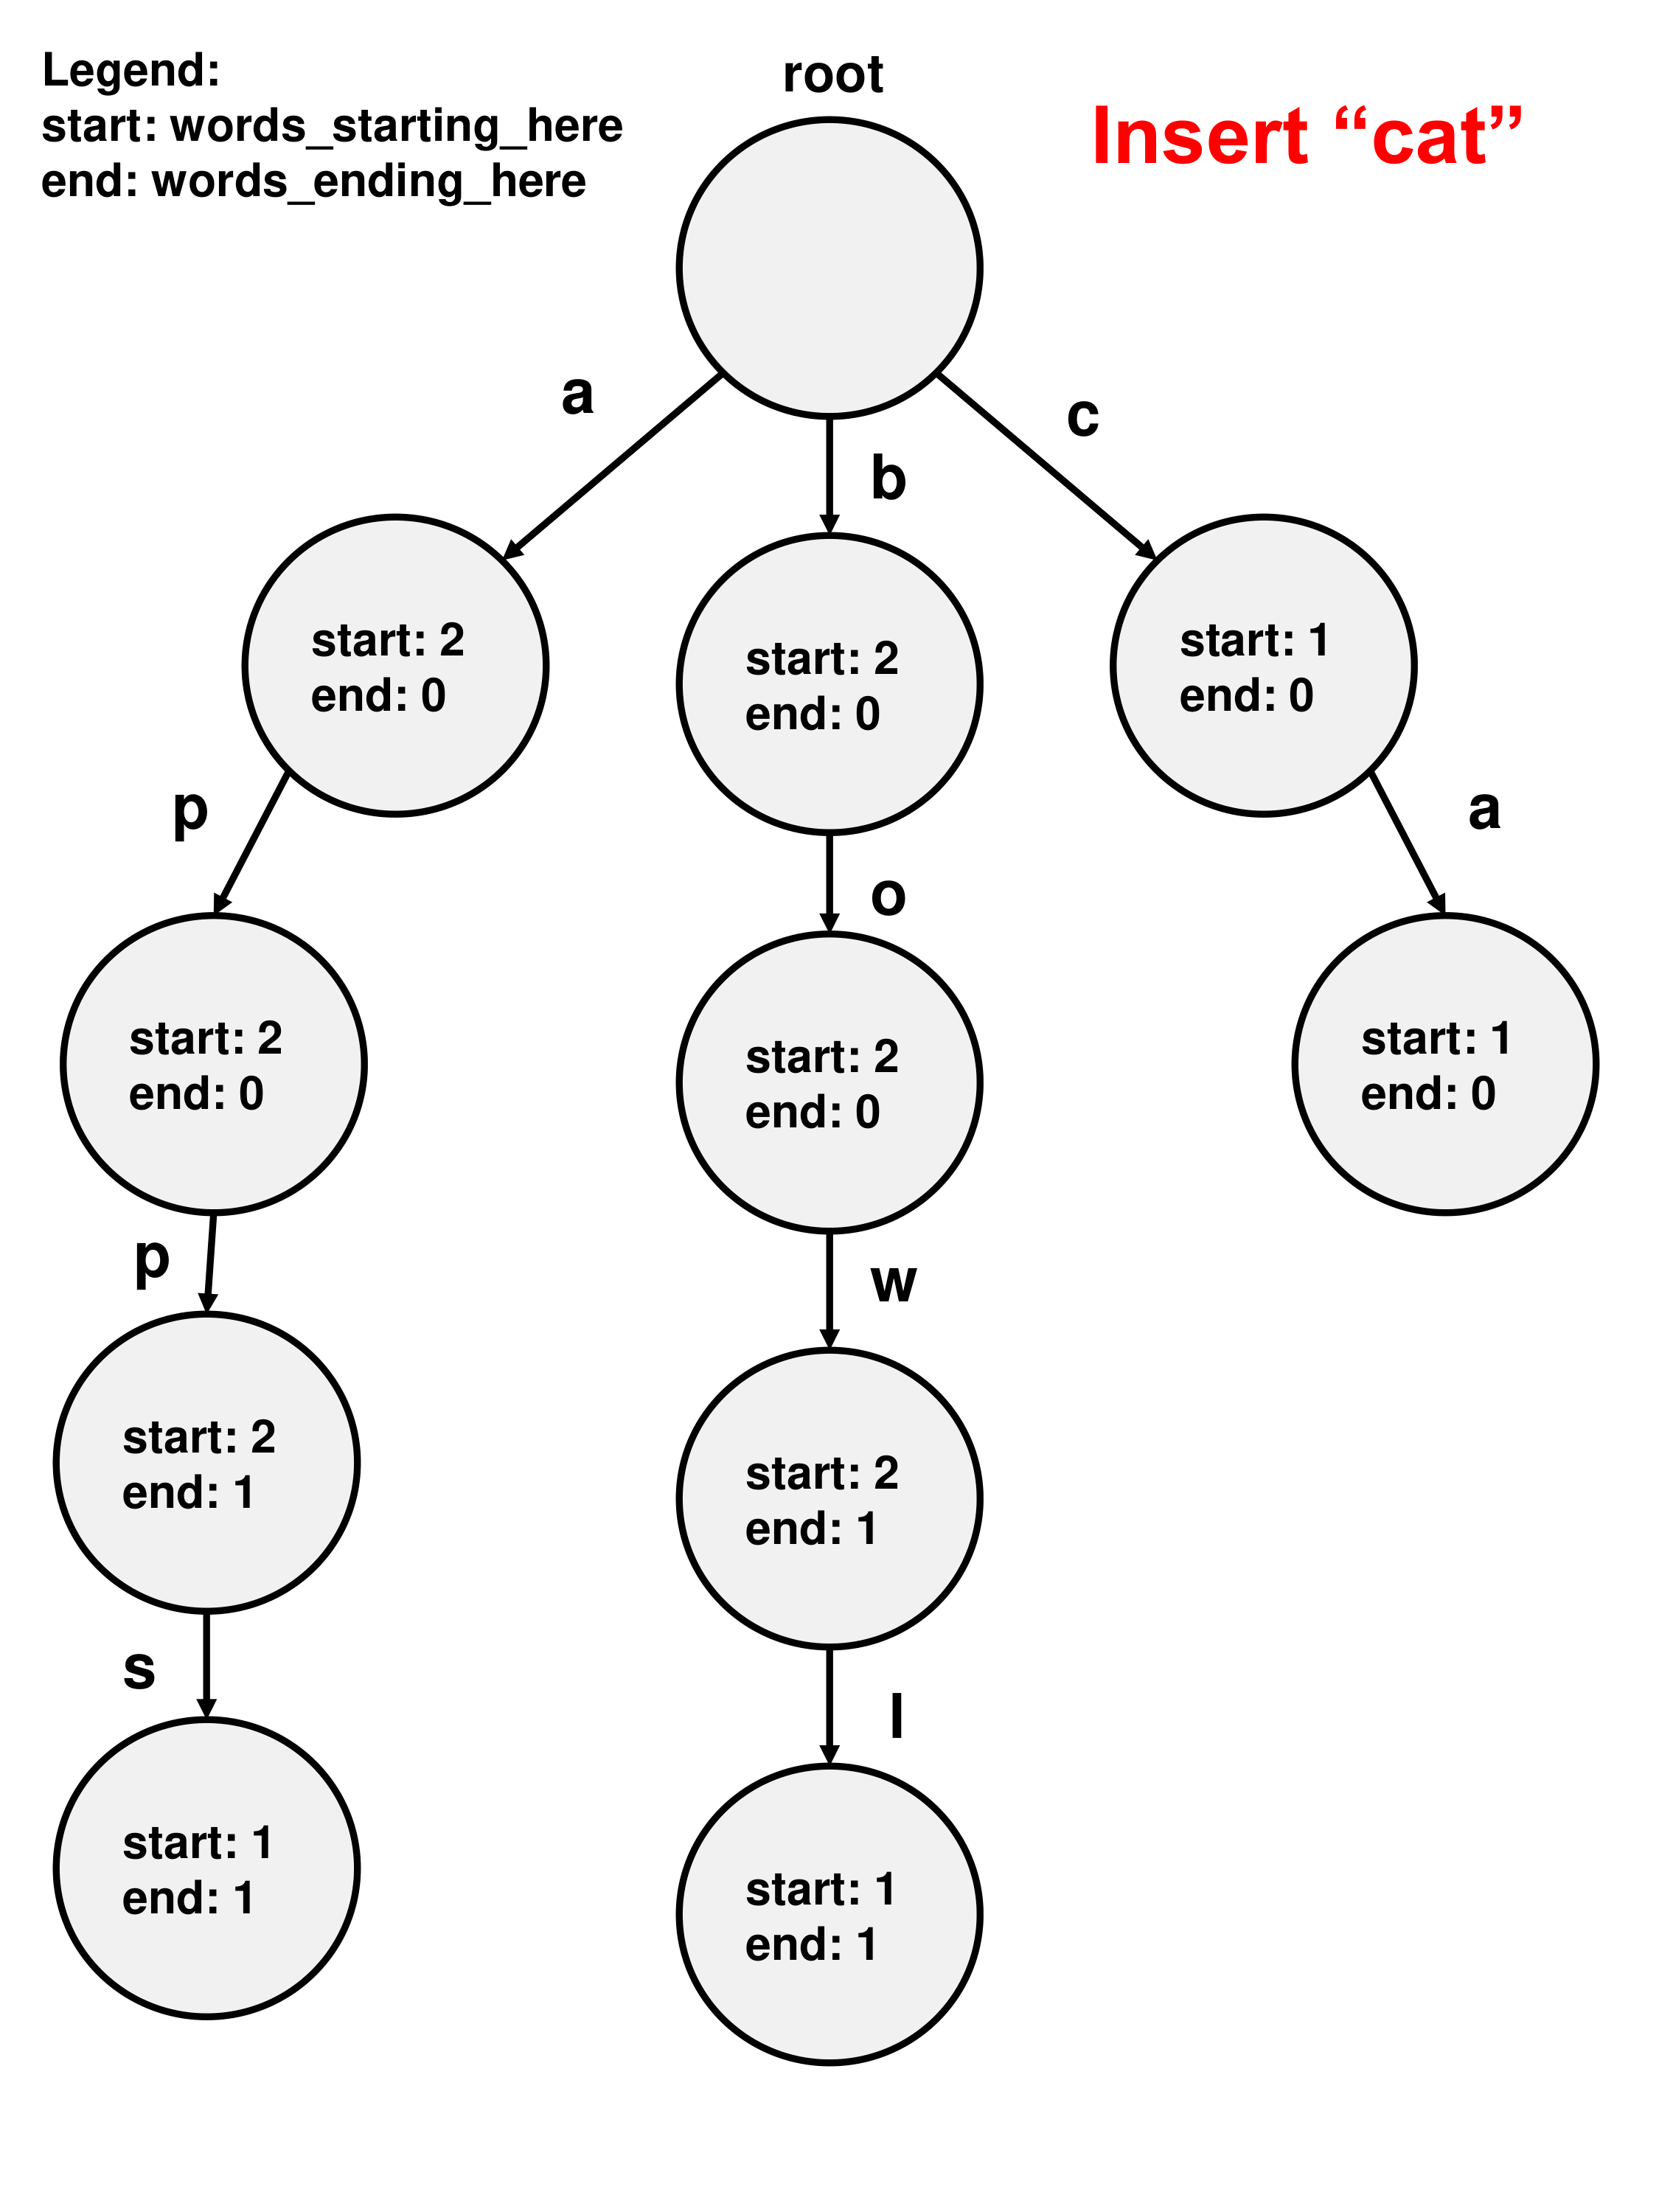 Legend:
start: words_starting_here
end: words_ending_here
root
Insert “cat”
a
b
c
start: 2
end: 0
start: 2
end: 0
start: 1
end: 0
p
o
a
start: 2
end: 0
start: 2
end: 0
start: 1
end: 0
p
w
start: 2
end: 1
start: 2
end: 1
s
l
start: 1
end: 1
start: 1
end: 1